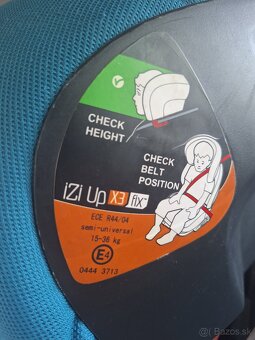 CHECK
HEIGHT
CHECK
BELT
POSITION
iZi Up X3 fix™
ECE R44/04
semi-universal
15-36 kg
E4
0444 3713
bazos.sk